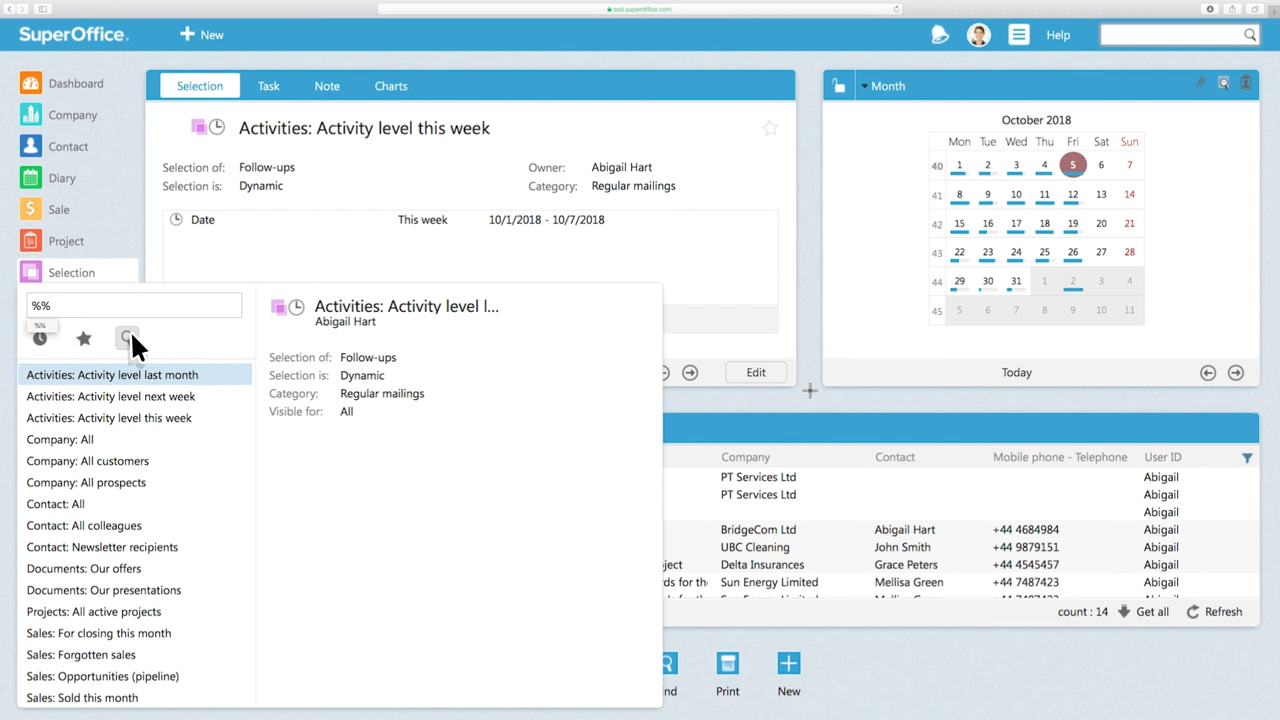 sod.superoffice.com
SuperOffice.
New
Help
Dashboard
Company
Contact
Diary
Sale
Project
Selection
Selection Task Note Charts
Activities: Activity level this week
Selection of: Follow-ups
Owner: Abigail Hart
Selection is: Dynamic
Category: Regular mailings
Date This week 10/1/2018 - 10/7/2018
Edit
Month
October 2018
Mon Tue Wed Thu Fri Sat Sun
40 1 2 3 4 5 6 7
41 8 9 10 11 12 13 14
42 15 16 17 18 19 20 21
43 22 23 24 25 26 27 28
44 29 30 31 1 2 3 4
45 5 6 7 8 9 10 11
Today
%%
%%
Activities: Activity level last month
Activities: Activity level next week
Activities: Activity level this week
Company: All
Company: All customers
Company: All prospects
Contact: All
Contact: All colleagues
Contact: Newsletter recipients
Documents: Our offers
Documents: Our presentations
Projects: All active projects
Sales: For closing this month
Sales: Forgotten sales
Sales: Opportunities (pipeline)
Sales: Sold this month
Activities: Activity level l...
Abigail Hart
Selection of: Follow-ups
Selection is: Dynamic
Category: Regular mailings
Visible for: All
Company Contact Mobile phone - Telephone User ID
PT Services Ltd Abigail
PT Services Ltd Abigail
Abigail
BridgeCom Ltd Abigail Hart +44 4684984 Abigail
UBC Cleaning John Smith +44 9879151 Abigail
ject Delta Insurances Grace Peters +44 4545457 Abigail
rds for the Sun Energy Limited Mellisa Green +44 7487423 Abigail
count : 14 Get all Refresh
nd
Print
New